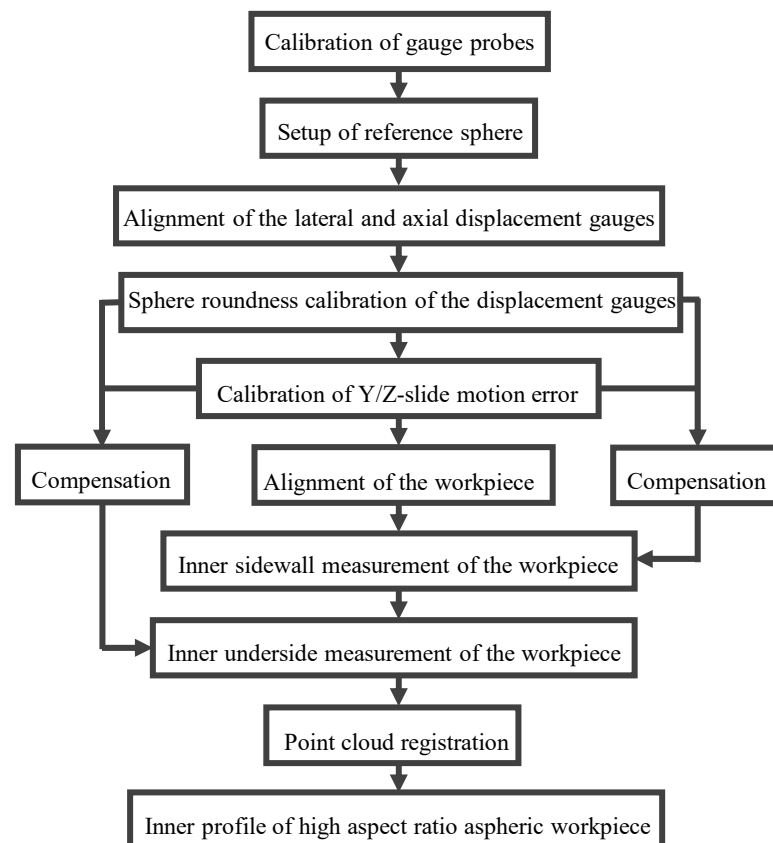 Calibration of gauge probes
Setup of reference sphere
Alignment of the lateral and axial displacement gauges
Sphere roundness calibration of the displacement gauges
Calibration of Y/Z-slide motion error
Compensation
Alignment of the workpiece
Compensation
Inner sidewall measurement of the workpiece
Inner underside measurement of the workpiece
Point cloud registration
Inner profile of high aspect ratio aspheric workpiece